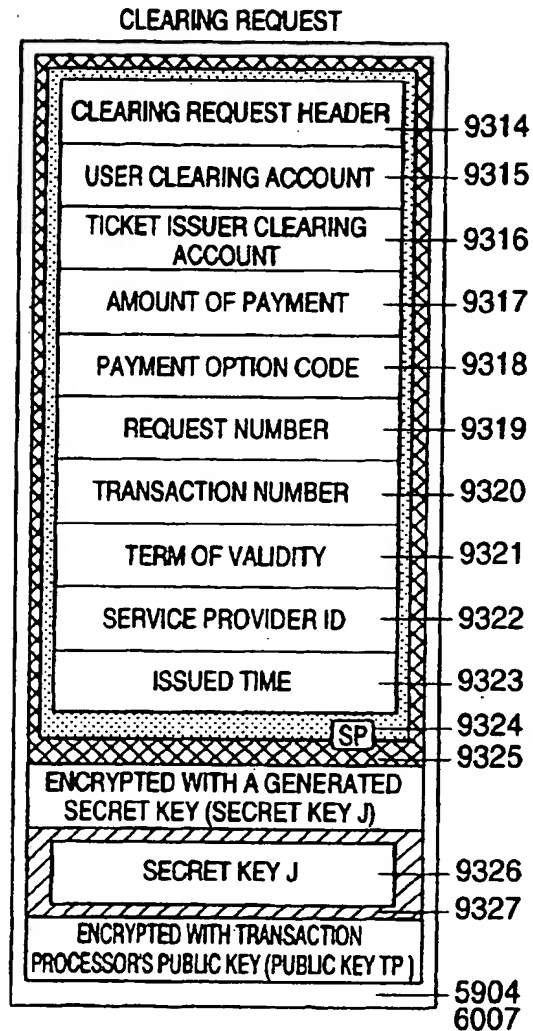 CLEARING REQUEST
CLEARING REQUEST HEADER
9314
USER CLEARING ACCOUNT
9315
TICKET ISSUER CLEARING
ACCOUNT
9316
AMOUNT OF PAYMENT
9317
PAYMENT OPTION CODE
9318
REQUEST NUMBER
9319
TRANSACTION NUMBER
9320
TERM OF VALIDITY
9321
SERVICE PROVIDER ID
9322
ISSUED TIME
9323
SP
9324
9325
ENCRYPTED WITH A GENERATED
SECRET KEY (SECRET KEY J)
SECRET KEY J
9326
9327
ENCRYPTED WITH TRANSACTION
PROCESSOR'S PUBLIC KEY (PUBLIC KEY TP )
5904
6007